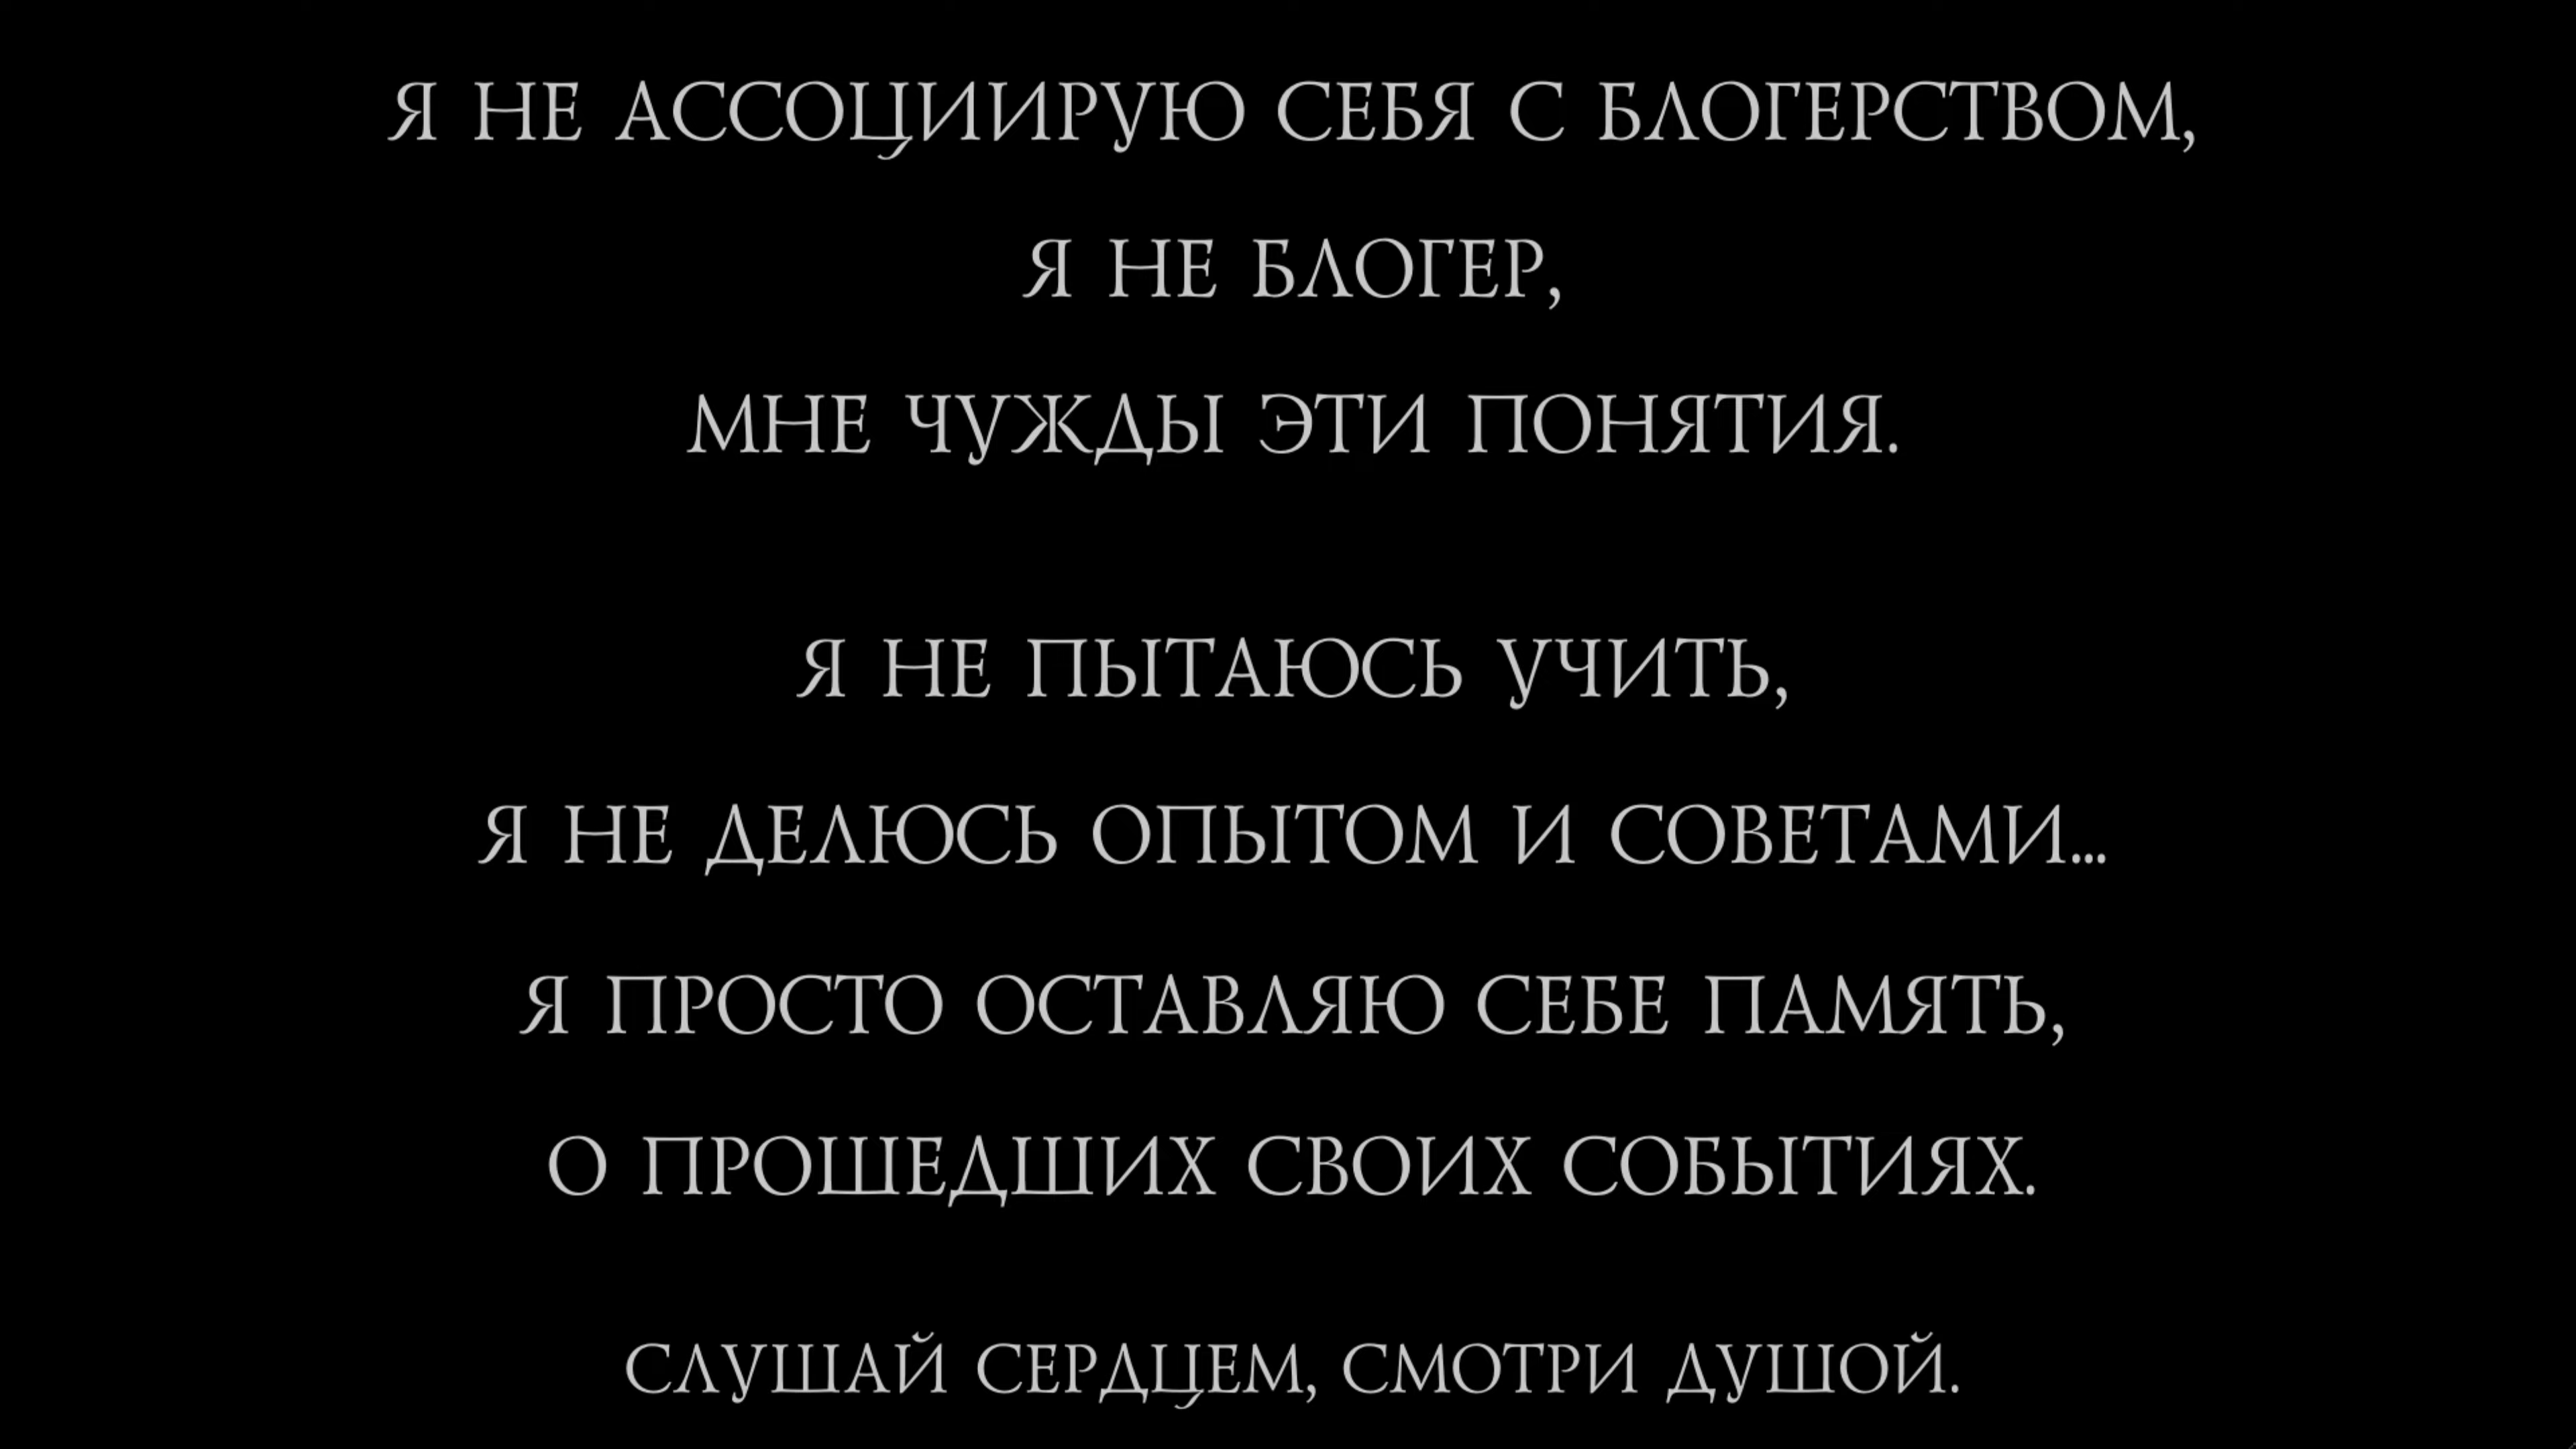 Я НЕ АССОЦИИРУЮ СЕБЯ С БЛОГЕРСТВОМ,
Я НЕ БЛОГЕР,
МНЕ ЧУЖДЫ ЭТИ ПОНЯТИЯ.
Я НЕ ПЫТАЮСЬ УЧИТЬ,
Я НЕ ДЕЛЮСЬ ОПЫТОМ И СОВЕТАМИ...
Я ПРОСТО ОСТАВЛЯЮ СЕБЕ ПАМЯТЬ,
О ПРОШЕДШИХ СВОИХ СОБЫТИЯХ.
СЛУШАЙ СЕРДЦЕМ, СМОТРИ ДУШОЙ.